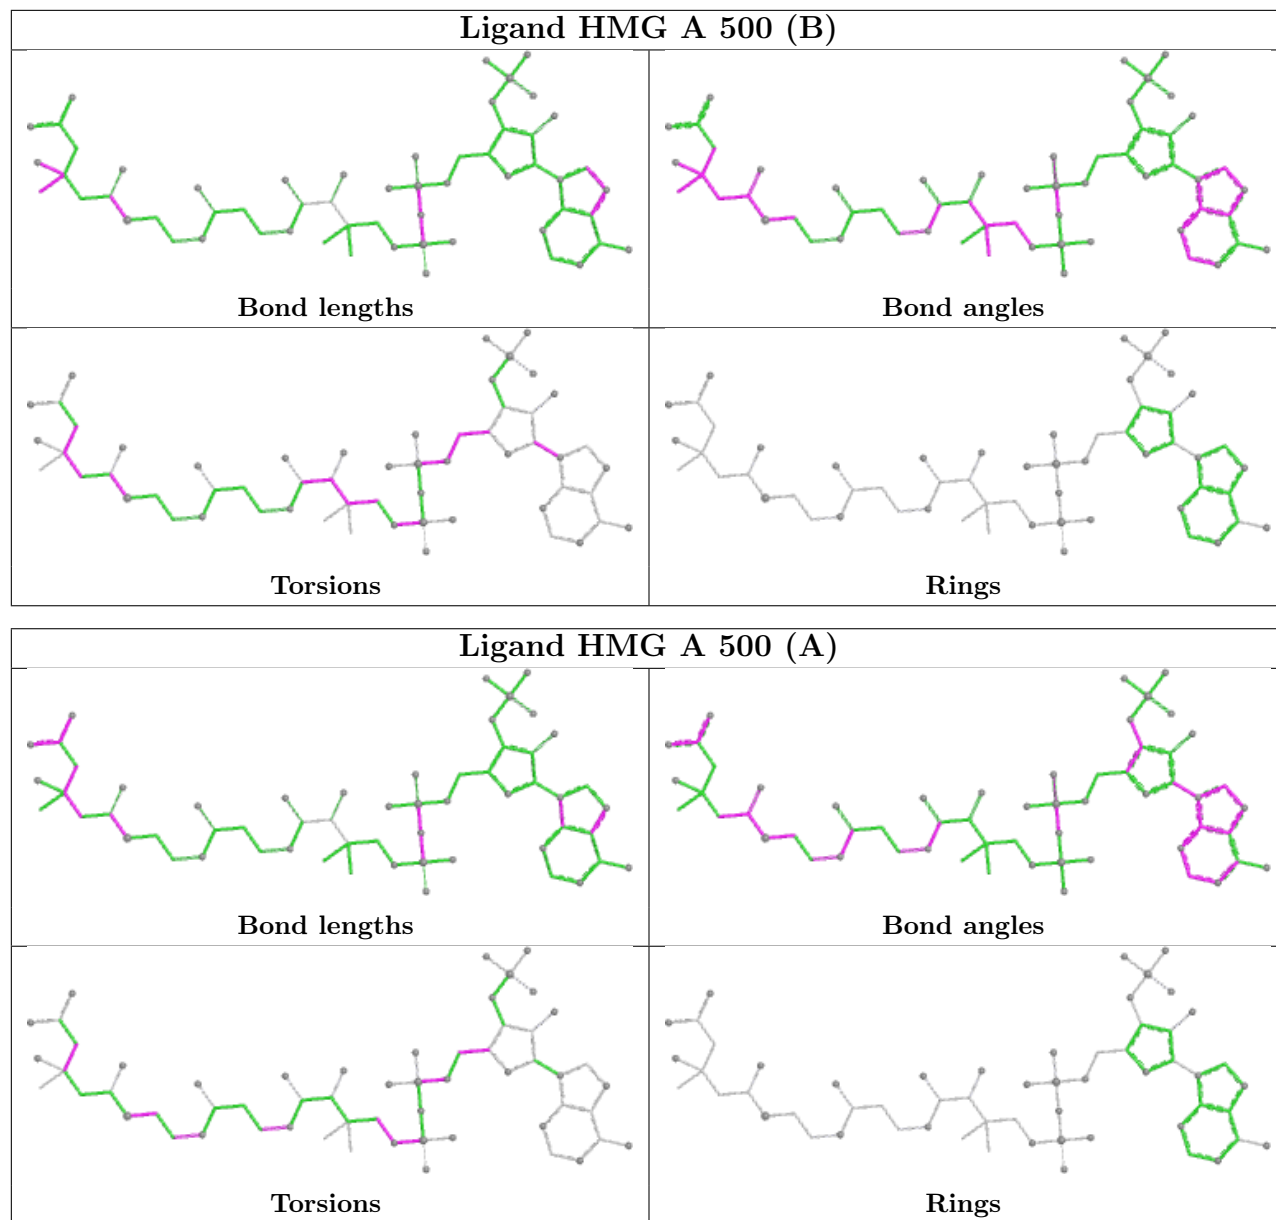 Ligand HMG A 500 (B)
Bond lengths
Bond angles
Torsions
Rings
Ligand HMG A 500 (A)
Bond lengths
Bond angles
Torsions
Rings